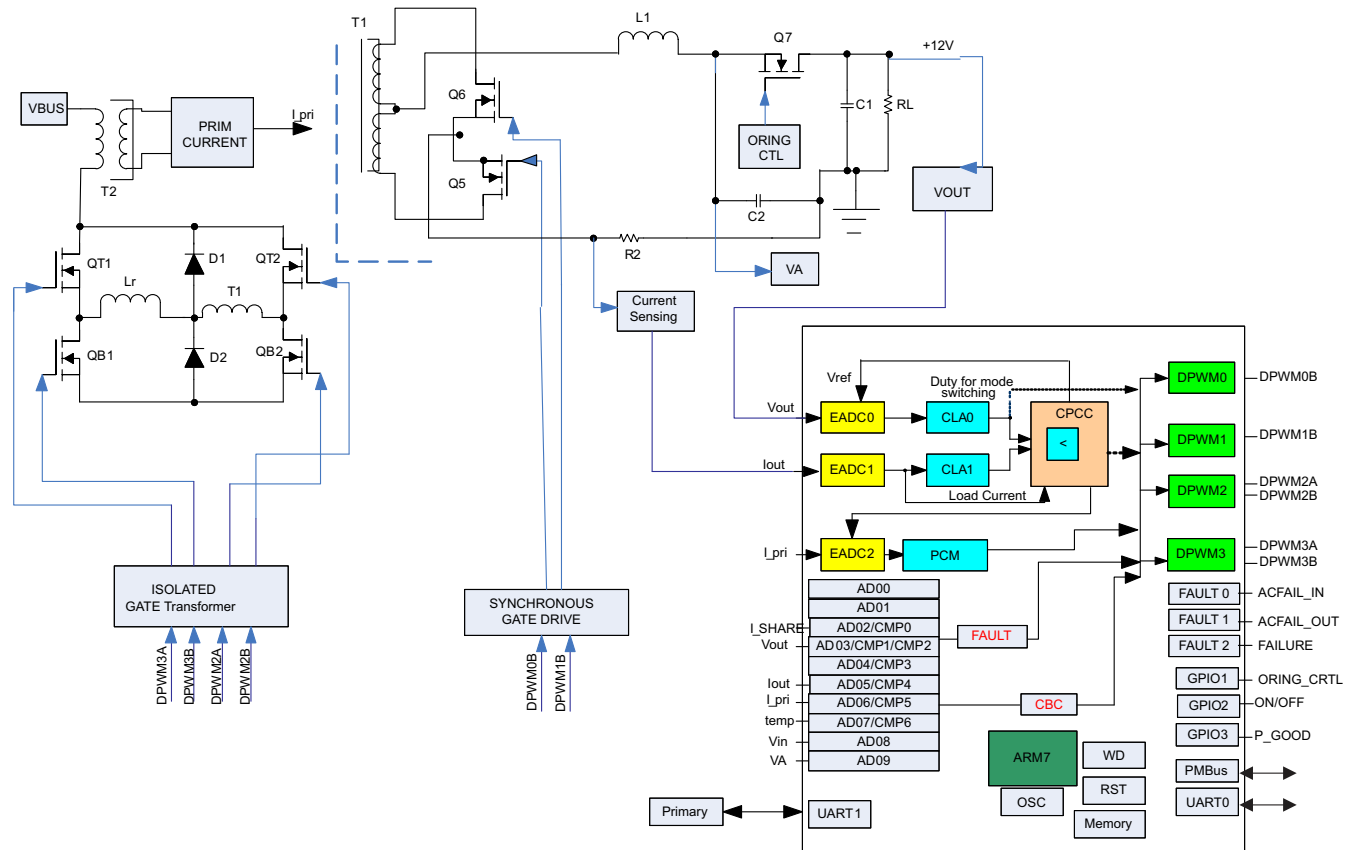 T1
L1
Q7
+12V
VBUS
PRIM
CURRENT
I_pri
T2
Q6
Q5
ORING
CTL
C1
RL
VOUT
C2
R2
VA
Current
Sensing
QT1
D1
QT2
Lr
T1
QB1
D2
QB2
ISOLATED
GATE Transformer
DPWM3A
DPWM3B
DPWM2A
DPWM2B
SYNCHRONOUS
GATE DRIVE
DPWM0B
DPWM1B
Vref
Duty for mode
switching
Vout
EADC0
CLA0
CPCC
<
Iout
EADC1
CLA1
Load Current
I_pri
EADC2
PCM
DPWM0
DPWM0B
DPWM1
DPWM1B
DPWM2
DPWM2A
DPWM2B
DPWM3
DPWM3A
DPWM3B
AD00
AD01
I_SHARE
AD02/CMP0
Vout
AD03/CMP1/CMP2
AD04/CMP3
Iout
AD05/CMP4
I_pri
AD06/CMP5
temp
AD07/CMP6
Vin
AD08
VA
AD09
FAULT
CBC
FAULT 0
ACFAIL_IN
FAULT 1
ACFAIL_OUT
FAULT 2
FAILURE
GPIO1
ORING_CRTL
GPIO2
ON/OFF
GPIO3
P_GOOD
ARM7
WD
RST
OSC
Memory
PMBus
UART0
Primary
UART1